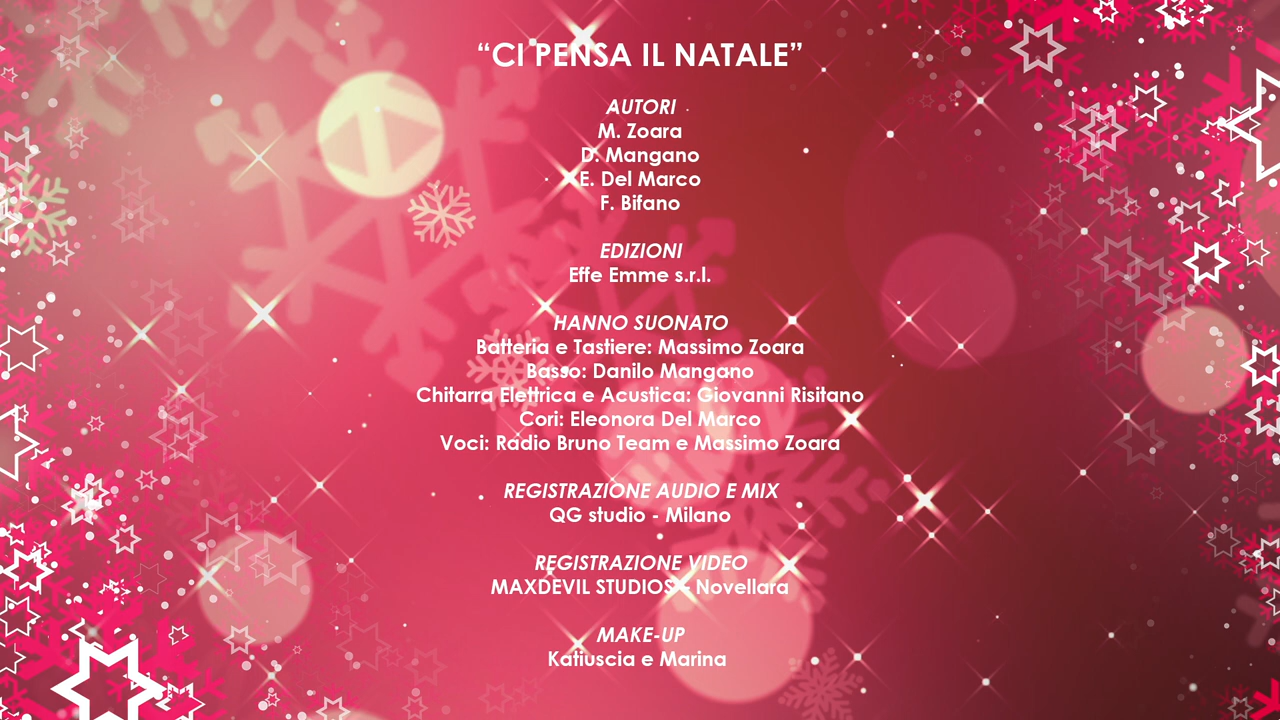 “CI PENSA IL NATALE”
AUTORI
M. Zoara
D. Mangano
E. Del Marco
F. Bifano
EDIZIONI
Effe Emme s.r.l.
HANNO SUONATO
Batteria e Tastiere: Massimo Zoara
Basso: Danilo Mangano
Chitarra Elettrica e Acustica: Giovanni Risitano
Cori: Eleonora Del Marco
Voci: Radio Bruno Team e Massimo Zoara
REGISTRAZIONE AUDIO E MIX
QG studio - Milano
REGISTRAZIONE VIDEO
MAXDEVIL STUDIOS - Novellara
MAKE-UP
Katiuscia e Marina